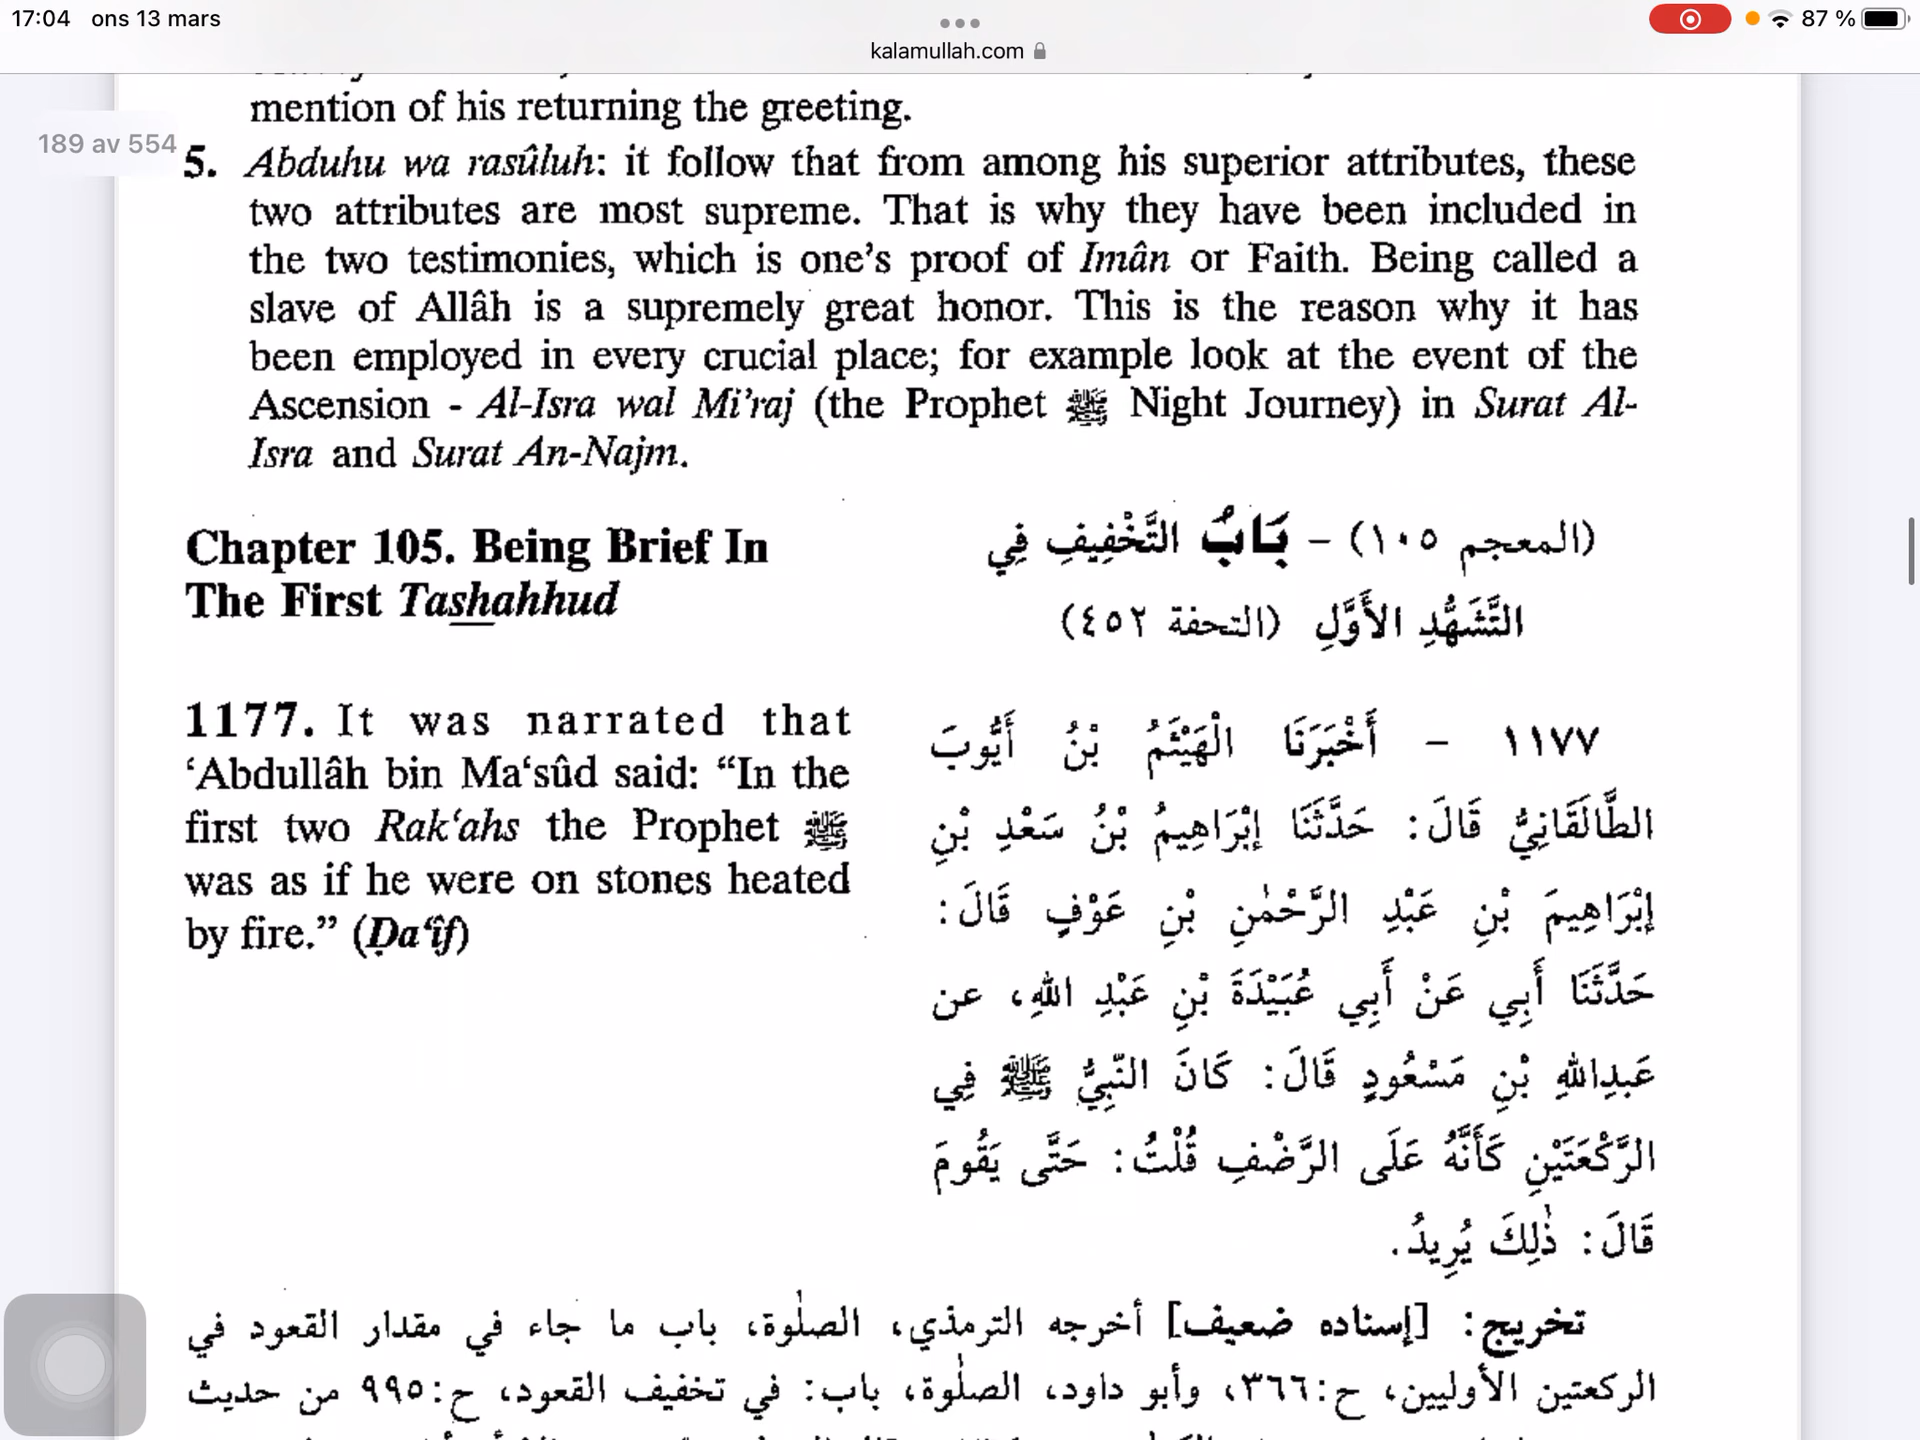 17:04 ons 13 mars
87 %
kalamullah.com
189 av 554
mention of his returning the greeting.
5. Abduhu wa rasûluh: it follow that from among his superior attributes, these
two attributes are most supreme. That is why they have been included in
the two testimonies, which is one's proof of Imân or Faith. Being called a
slave of Allâh is a supremely great honor. This is the reason why it has
been employed in every crucial place; for example look at the event of the
Ascension - Al-Isra wal Mi'raj (the Prophet ﷺ Night Journey) in Surat Al-
Isra and Surat An-Najm.
Chapter 105. Being Brief In
The First Tashahhud
(المعجم ١٠٥) - بَابُ التَّخْفِيفِ فِي
التَّشَهُّدِ الأَوَّلِ (التحفة ٤٥٢)
1177. It was narrated that
‘Abdullâh bin Ma‘sûd said: “In the
first two Rak‘ahs the Prophet ﷺ
was as if he were on stones heated
by fire.” (Ḍa‘îf)
١١٧٧ - أَخْبَرَنَا الْهَيْثَمُ بْنُ أَيُّوبَ
الطَّالَقَانِيُّ قَالَ: حَدَّثَنَا إِبْرَاهِيمُ بْنُ سَعْدِ بْنِ
إِبْرَاهِيمَ بْنِ عَبْدِ الرَّحْمٰنِ بْنِ عَوْفٍ قَالَ:
حَدَّثَنَا أَبِي عَنْ أَبِي عُبَيْدَةَ بْنِ عَبْدِ اللهِ، عن
عَبدِاللهِ بْنِ مَسْعُودٍ قَالَ: كَانَ النَّبِيُّ ﷺ فِي
الرَّكْعَتَيْنِ كَأَنَّهُ عَلَى الرَّضْفِ قُلْتُ: حَتَّى يَقُومَ
قَالَ: ذٰلِكَ يُرِيدُ.
تخريج: [إسناده ضعيف] أخرجه الترمذي، الصلٰوة، باب ما جاء في مقدار القعود في
الركعتين الأوليين، ح:٣٦٦، وأبو داود، الصلٰوة، باب: في تخفيف القعود، ح:٩٩٥ من حديث